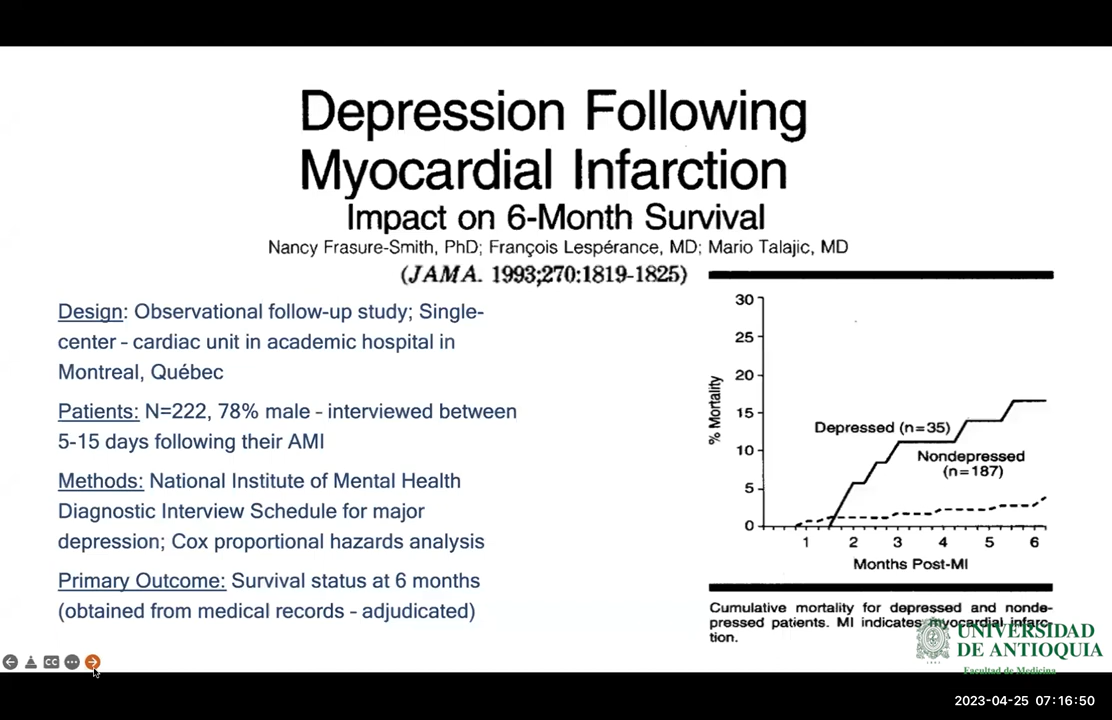 Depression Following
Myocardial Infarction
Impact on 6-Month Survival
Nancy Frasure-Smith, PhD; François Lespérance, MD; Mario Talajic, MD
(JAMA. 1993;270:1819-1825)
Design: Observational follow-up study; Single-
center - cardiac unit in academic hospital in
Montreal, Québec
Patients: N=222, 78% male - interviewed between
5-15 days following their AMI
Methods: National Institute of Mental Health
Diagnostic Interview Schedule for major
depression; Cox proportional hazards analysis
Primary Outcome: Survival status at 6 months
(obtained from medical records - adjudicated)
30
25
20
15
10
5
0
% Mortality
Depressed (n=35)
Nondepressed
(n=187)
1 2 3 4 5 6
Months Post-MI
Cumulative mortality for depressed and nonde-
pressed patients. MI indicates myocardial infarc-
tion.
UNIVERSIDAD
DE ANTIOQUIA
Facultad de Medicina
CC
2023-04-25 07:16:50